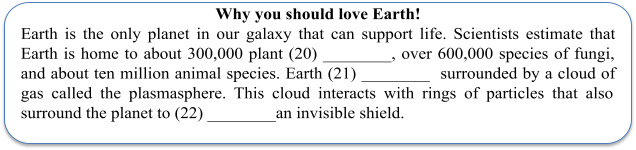 Why you should love Earth!
Earth is the only planet in our galaxy that can support life. Scientists estimate that
Earth is home to about 300,000 plant (20) ________, over 600,000 species of fungi,
and about ten million animal species. Earth (21) ________ surrounded by a cloud of
gas called the plasmasphere. This cloud interacts with rings of particles that also
surround the planet to (22) ________an invisible shield.